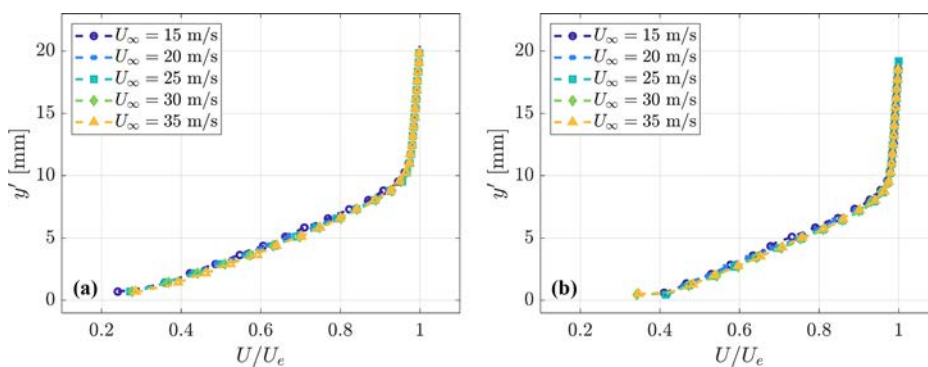 U∞ = 15 m/s
U∞ = 20 m/s
U∞ = 25 m/s
U∞ = 30 m/s
U∞ = 35 m/s
20
15
10
5
0
y′ [mm]
(a)
0.2 0.4 0.6 0.8 1
U/Ue
U∞ = 15 m/s
U∞ = 20 m/s
U∞ = 25 m/s
U∞ = 30 m/s
U∞ = 35 m/s
20
15
10
5
0
y′ [mm]
(b)
0.2 0.4 0.6 0.8 1
U/Ue